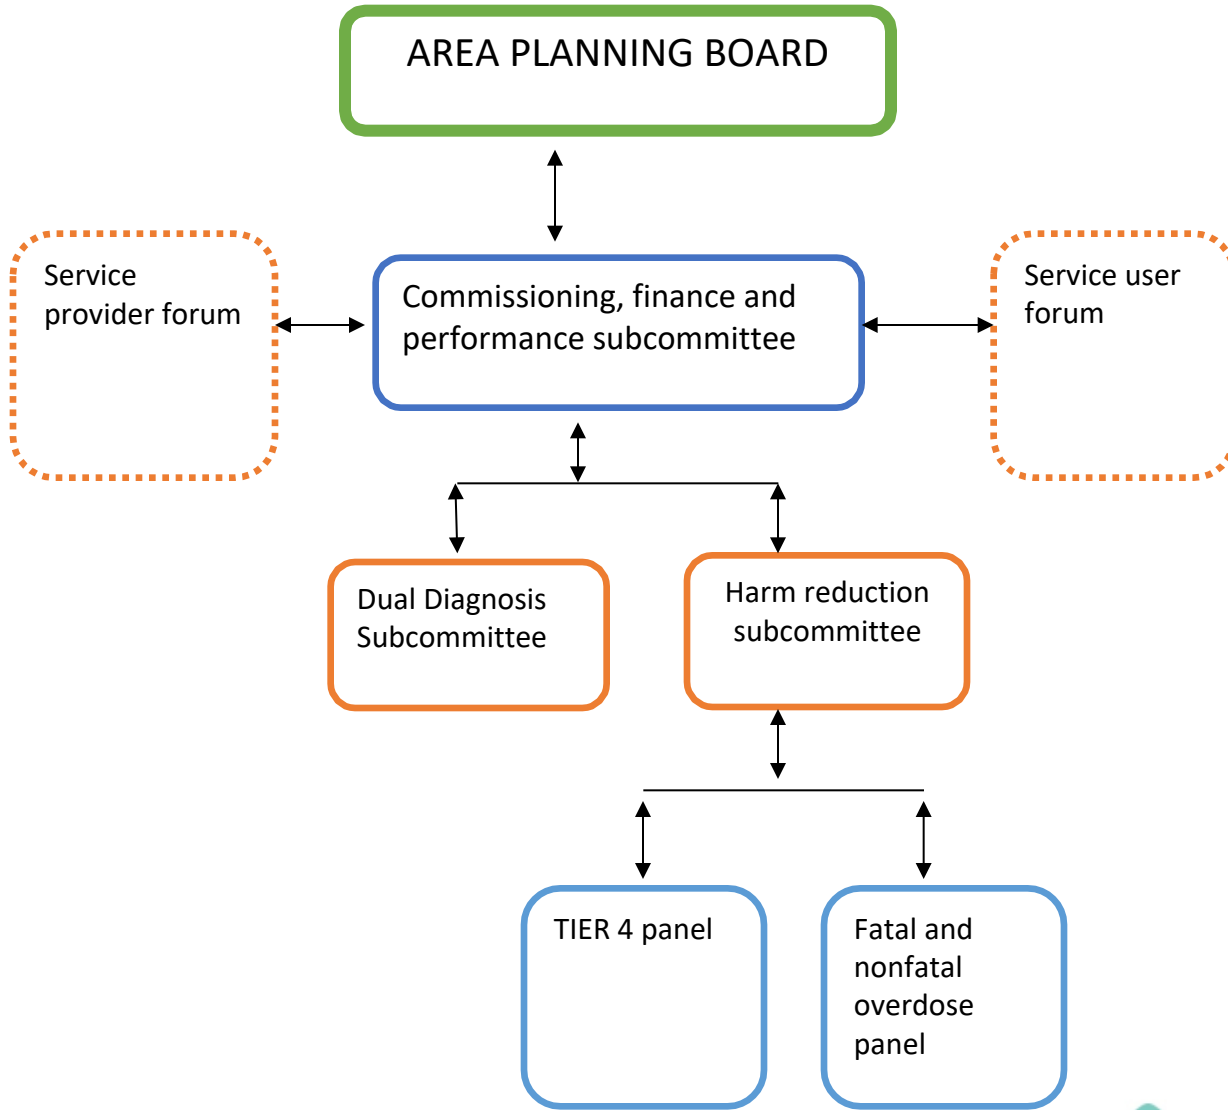 AREA PLANNING BOARD
Service
provider forum
Commissioning, finance and
performance subcommittee
Service user
forum
Dual Diagnosis
Subcommittee
Harm reduction
subcommittee
TIER 4 panel
Fatal and
nonfatal
overdose
panel